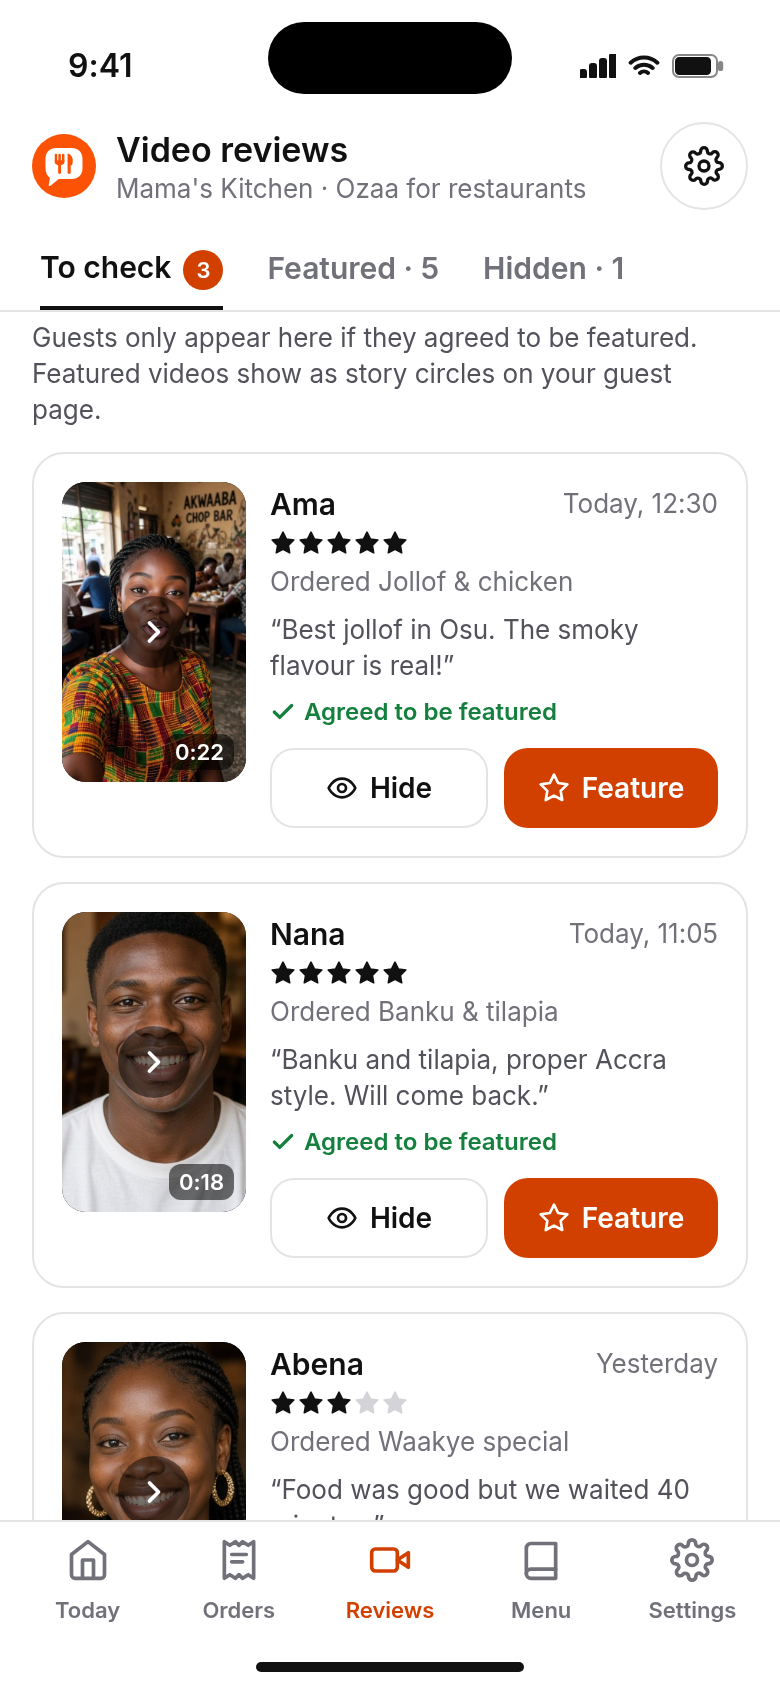 9:41
Video reviews
Mama's Kitchen · Ozaa for restaurants
To check 3
Featured · 5
Hidden · 1
Guests only appear here if they agreed to be featured.
Featured videos show as story circles on your guest
page.
AKWAABA
CHOP BAR
0:22
Ama
Today, 12:30
Ordered Jollof & chicken
“Best jollof in Osu. The smoky
flavour is real!”
Agreed to be featured
Hide
Feature
0:18
Nana
Today, 11:05
Ordered Banku & tilapia
“Banku and tilapia, proper Accra
style. Will come back.”
Agreed to be featured
Hide
Feature
Abena
Yesterday
Ordered Waakye special
“Food was good but we waited 40
Today
Orders
Reviews
Menu
Settings